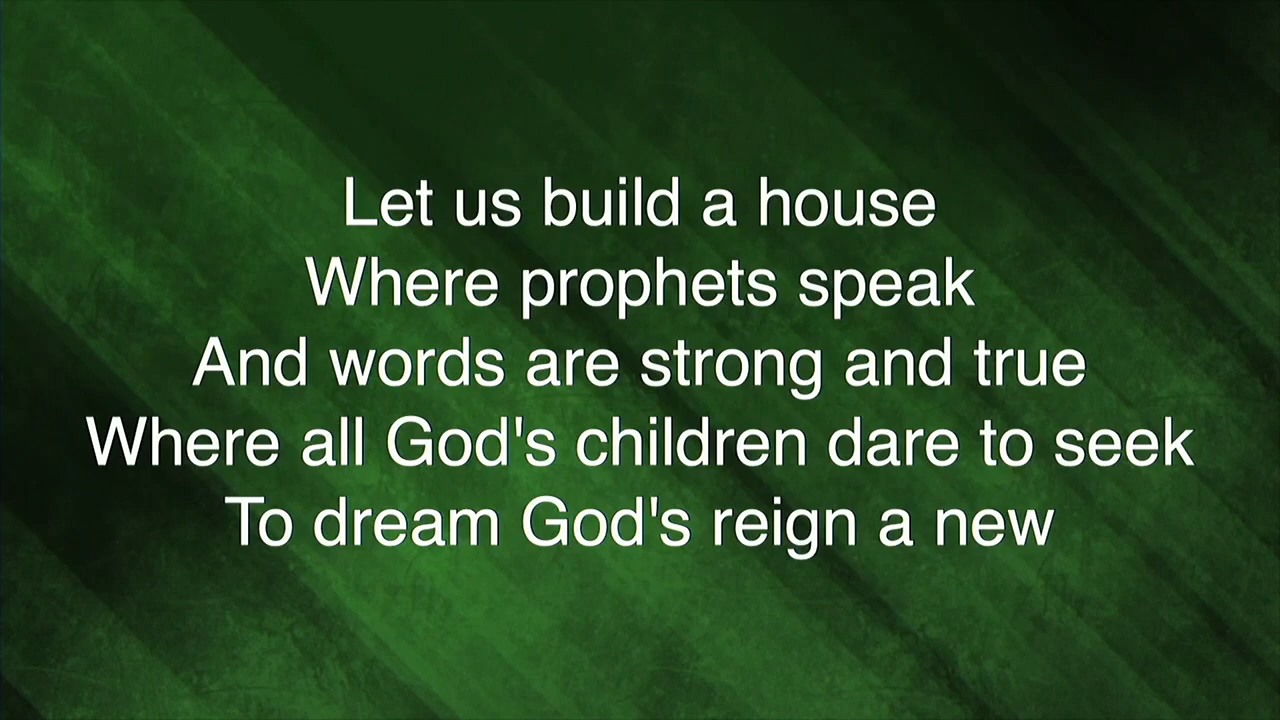 Let us build a house
Where prophets speak
And words are strong and true
Where all God's children dare to seek
To dream God's reign a new